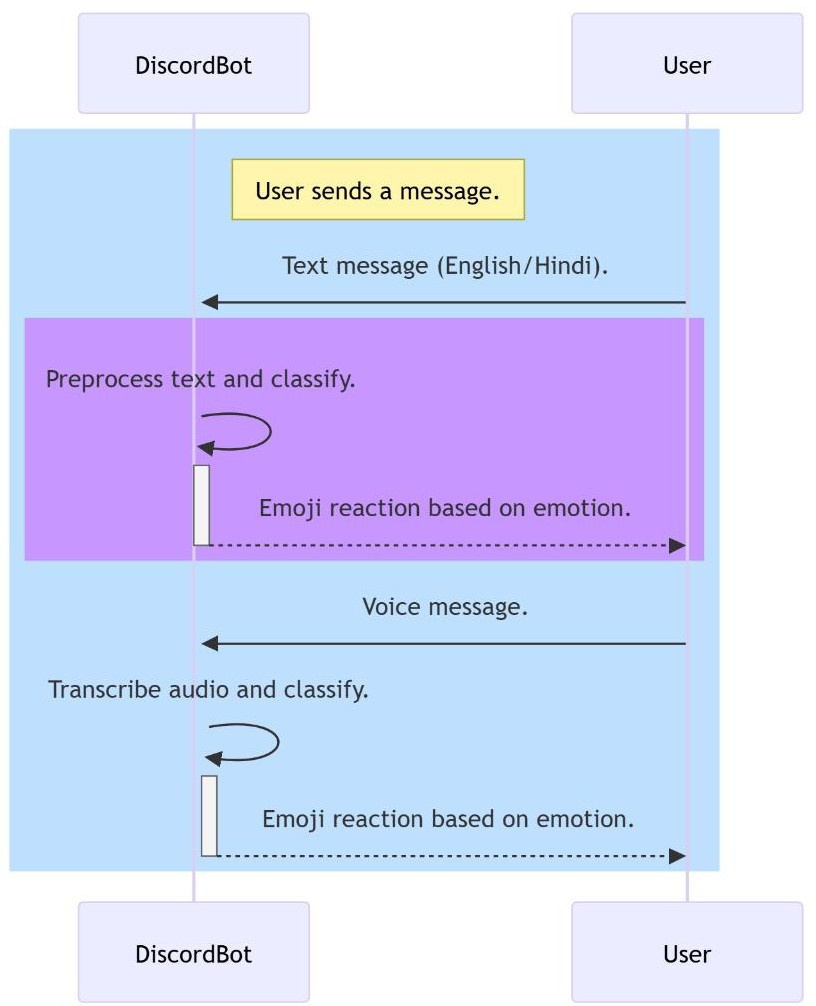 DiscordBot
User
User sends a message.
Text message (English/Hindi).
Preprocess text and classify.
Emoji reaction based on emotion.
Voice message.
Transcribe audio and classify.
Emoji reaction based on emotion.
DiscordBot
User